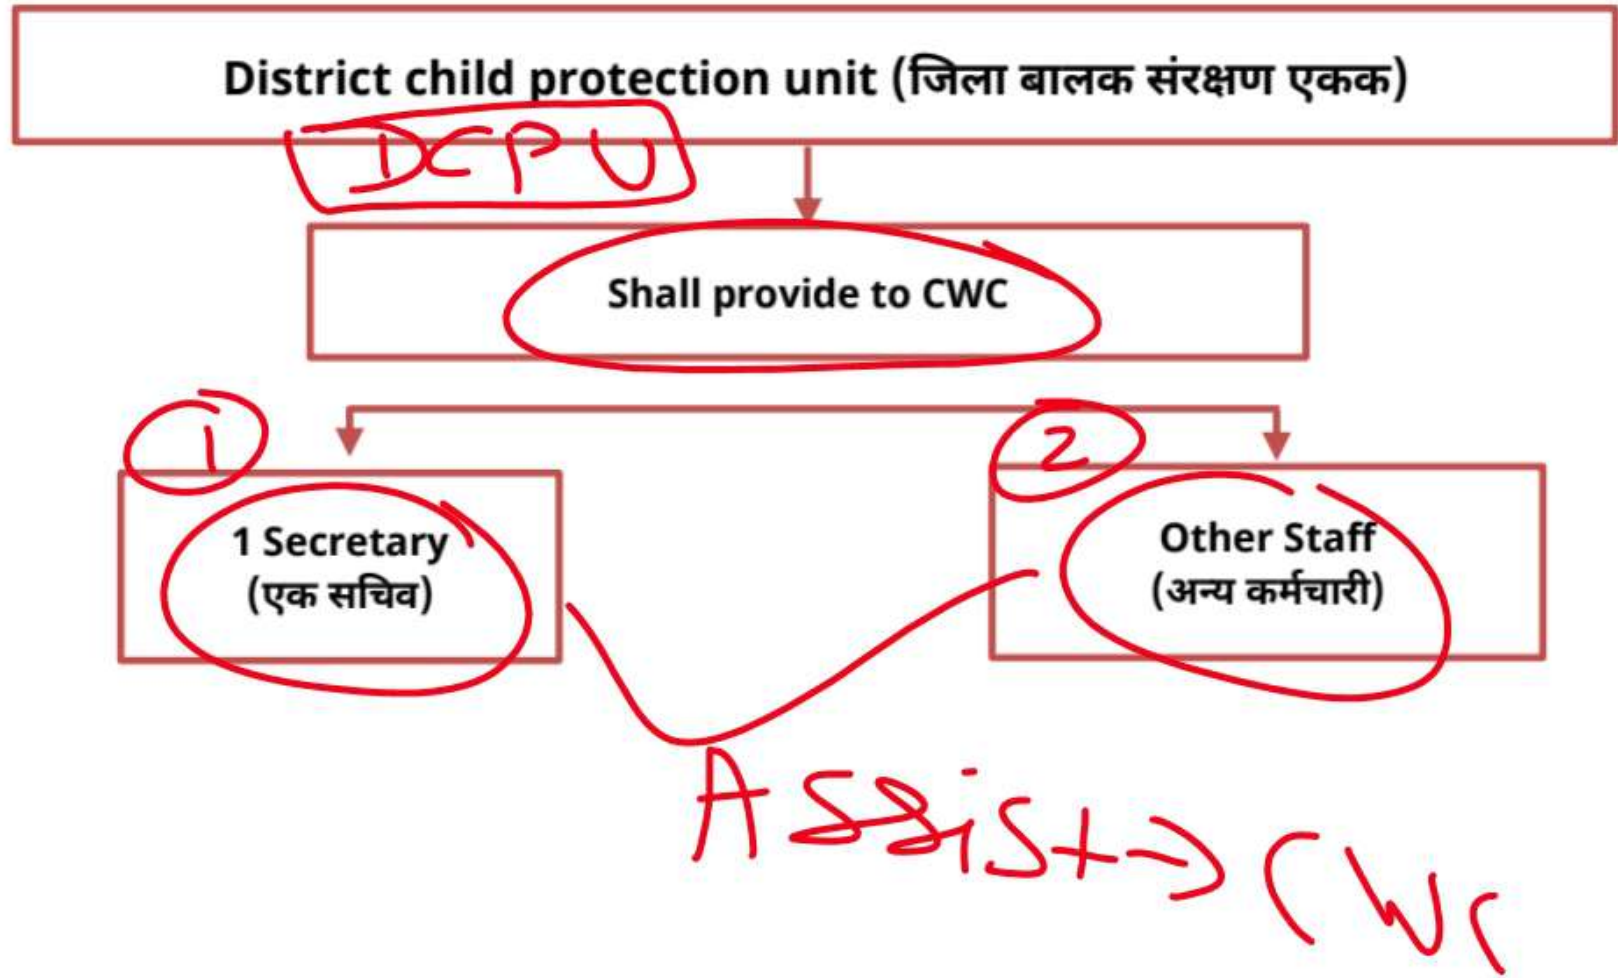 District child protection unit (जिला बालक संरक्षण एकक)
DCPU
Shall provide to CWC
1
2
1 Secretary
(एक सचिव)
Other Staff
(अन्य कर्मचारी)
Assist → CWC